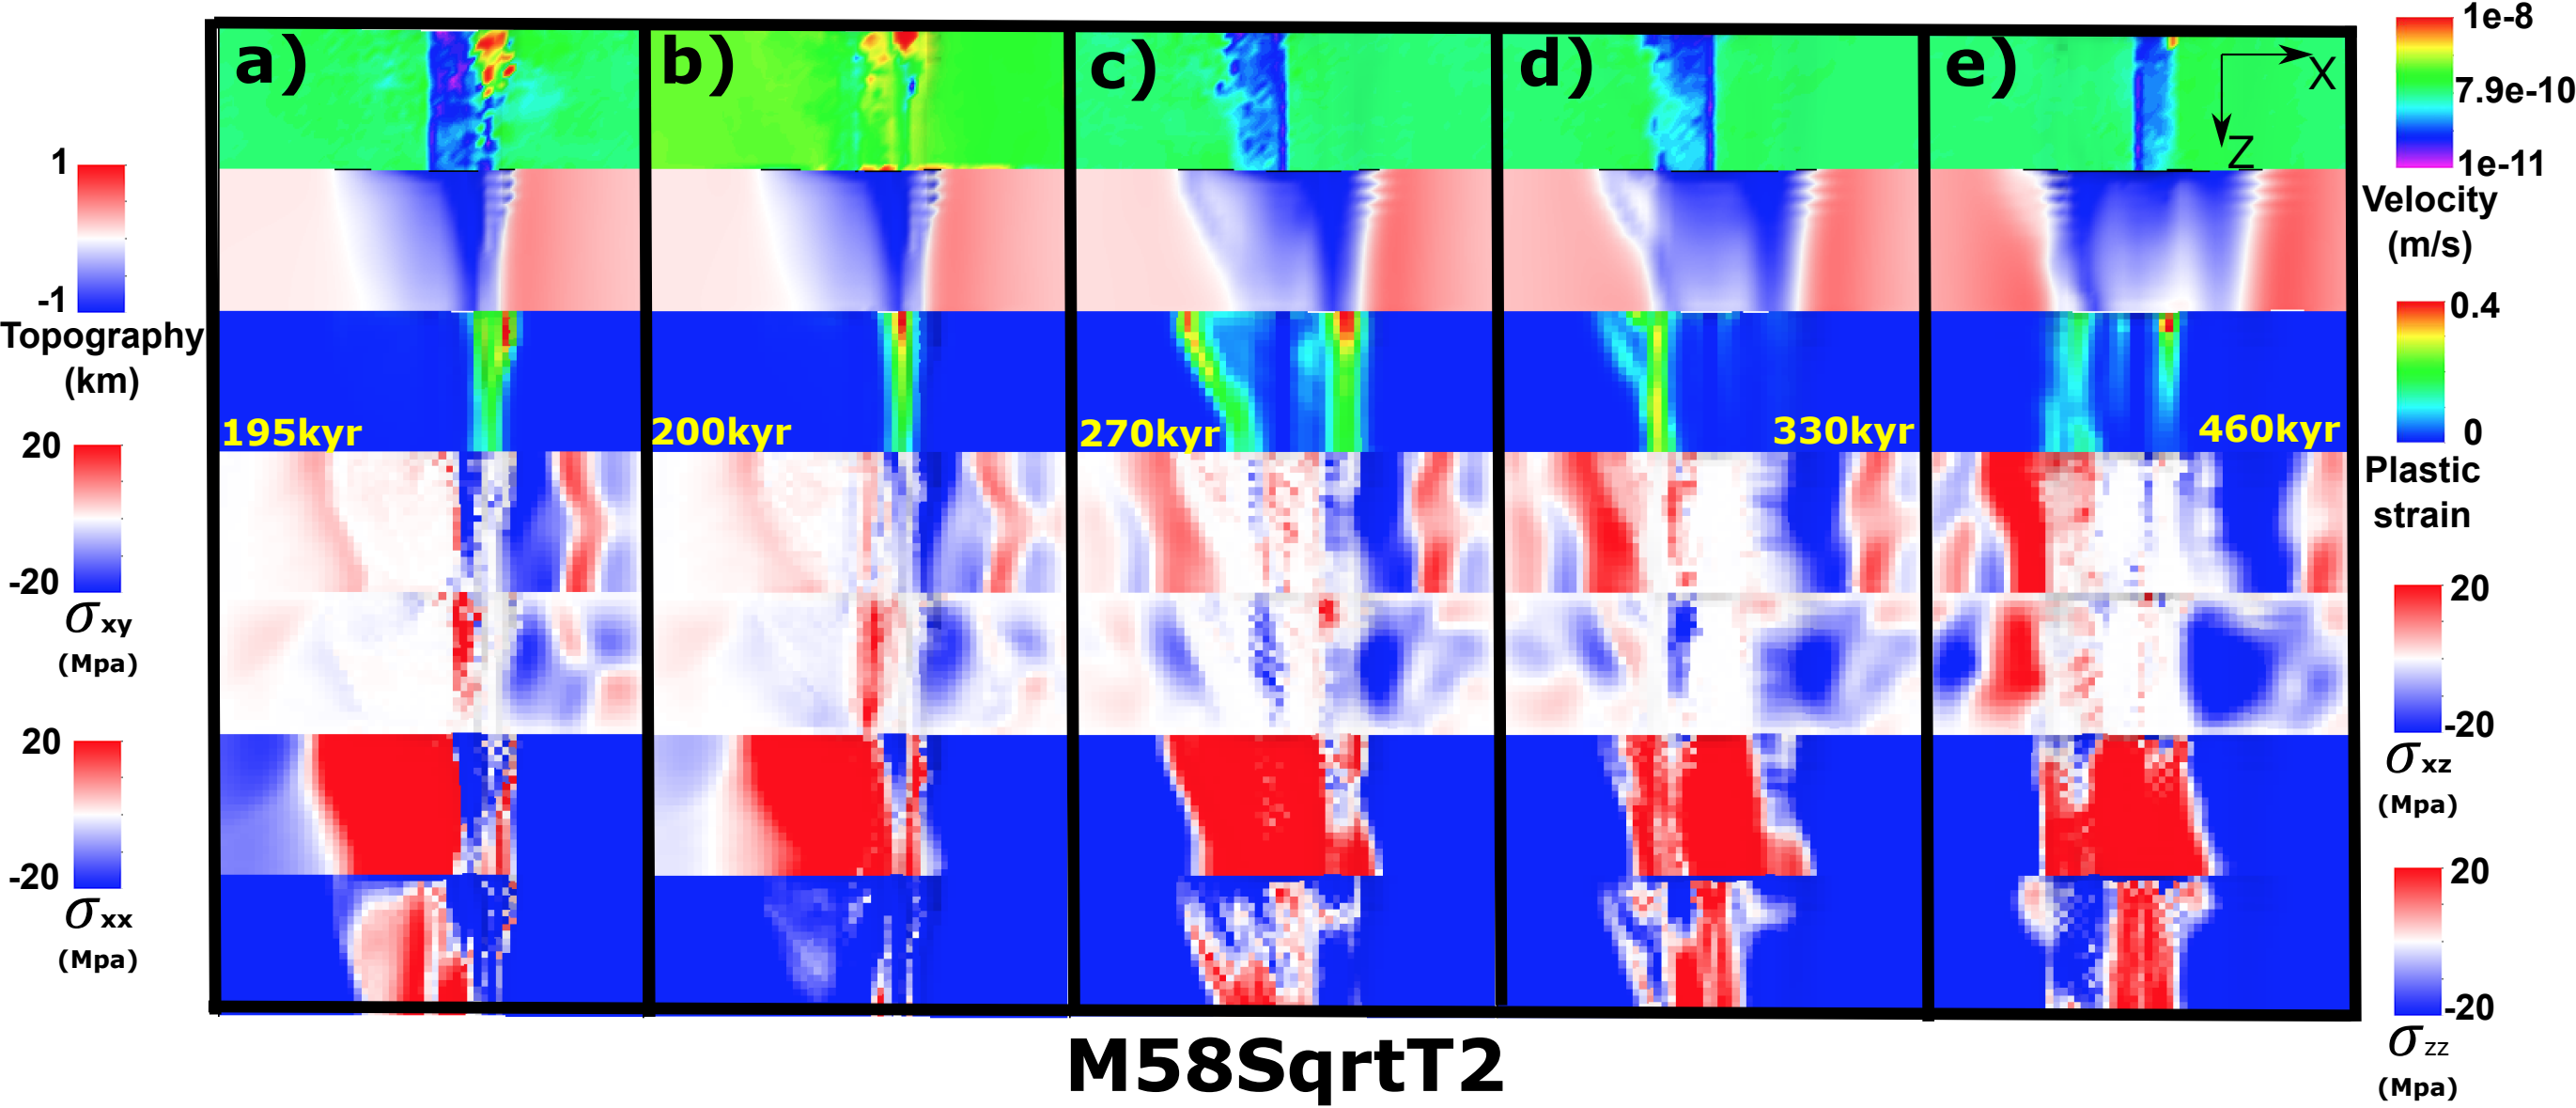 a)
b)
c)
d)
e)
X
Z
1e-8
7.9e-10
1e-11
Velocity
(m/s)
1
-1
Topography
(km)
0.4
0
Plastic
strain
195kyr
200kyr
270kyr
330kyr
460kyr
20
-20
σxy
(Mpa)
20
-20
σxz
(Mpa)
20
-20
σxx
(Mpa)
20
-20
σzz
(Mpa)
M58SqrtT2